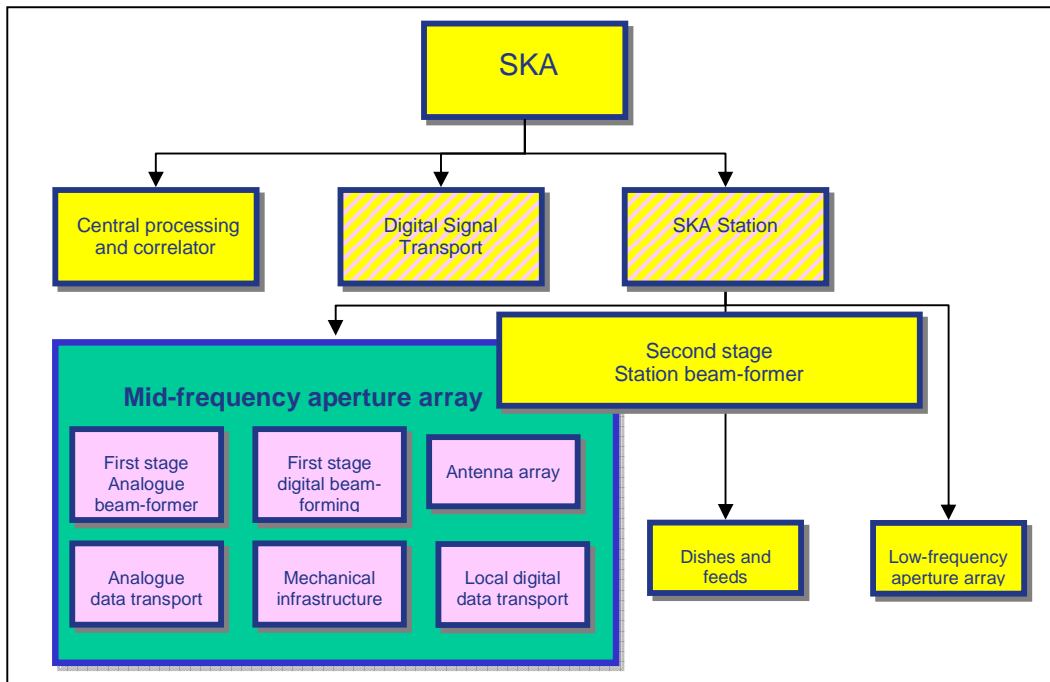 SKA
Central processing
and correlator
Digital Signal
Transport
SKA Station
Second stage
Station beam-former
Mid-frequency aperture array
First stage
Analogue
beam-former
First stage
digital beam-
forming
Antenna array
Analogue
data transport
Mechanical
infrastructure
Local digital
data transport
Dishes and
feeds
Low-frequency
aperture array